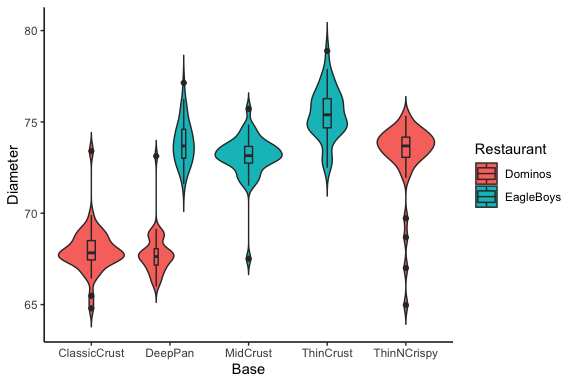 80
75
70
65
Diameter
ClassicCrust DeepPan MidCrust ThinCrust ThinNCrispy
Base
Restaurant
Dominos
EagleBoys